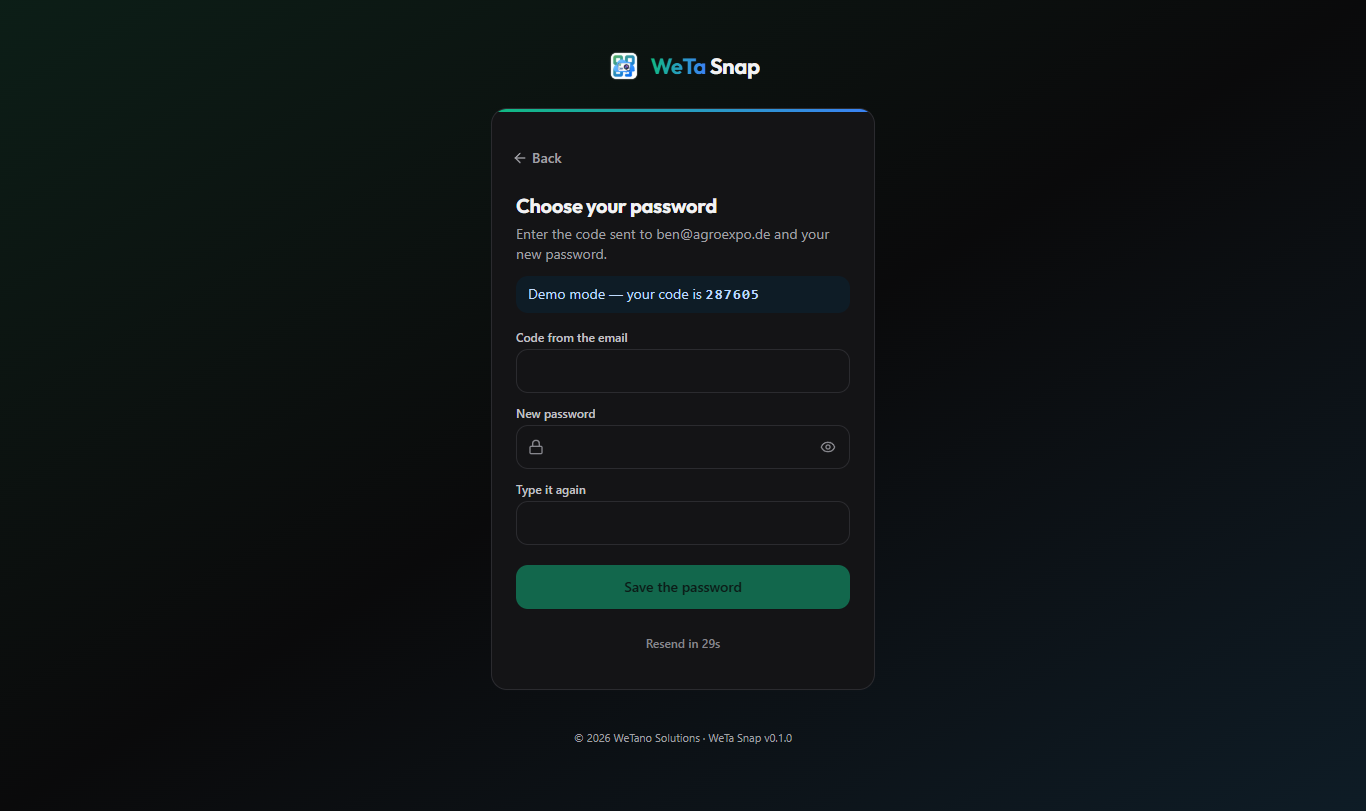 WeTa Snap
Back
Choose your password
Enter the code sent to ben@agroexpo.de and your
new password.
Demo mode — your code is 287605
Code from the email
New password
Type it again
Save the password
Resend in 29s
© 2026 WeTano Solutions · WeTa Snap v0.1.0